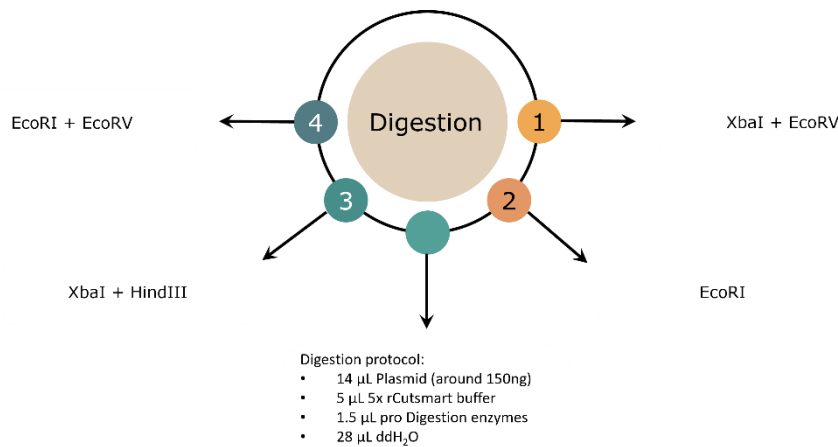 Digestion
1
XbaI + EcoRV
2
EcoRI
Digestion protocol:
• 14 µL Plasmid (around 150ng)
• 5 µL 5x rCutsmart buffer
• 1.5 µL pro Digestion enzymes
• 28 µL ddH₂O
3
XbaI + HindIII
4
EcoRI + EcoRV